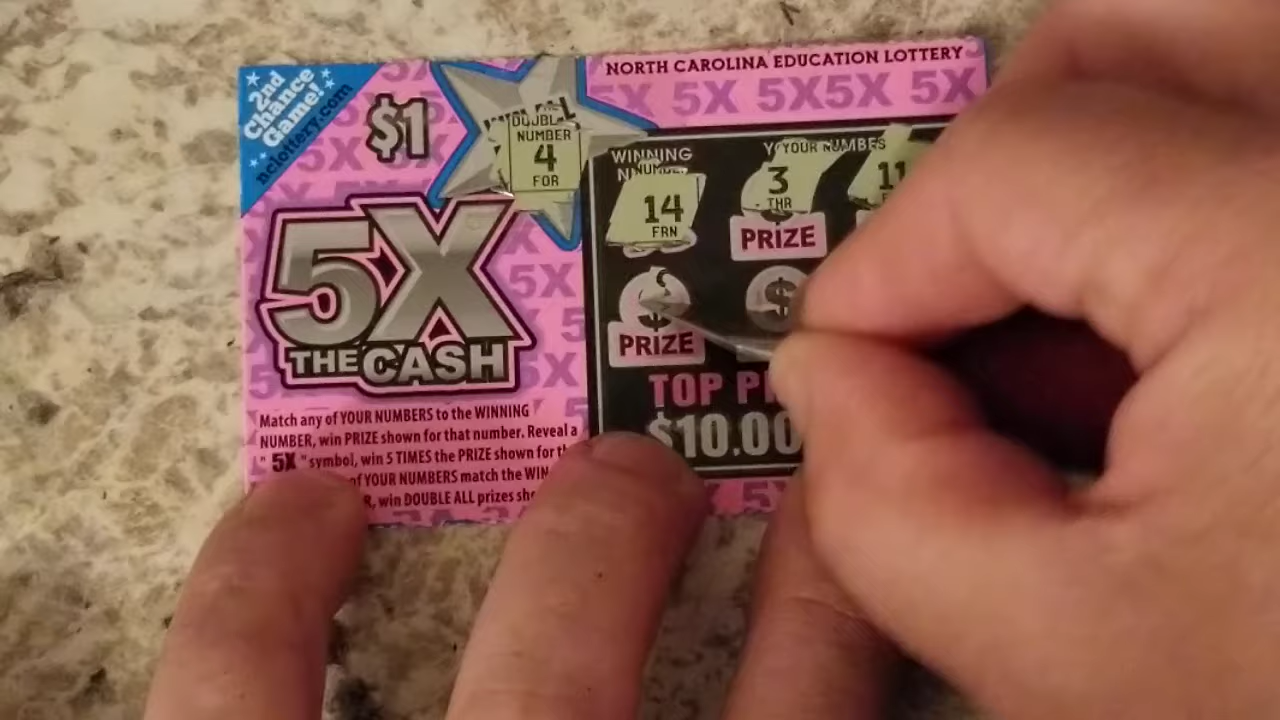 2nd
Chance
Game!
nclottery.com
$1
DOUBLE
NUMBER
4
FOR
NORTH CAROLINA EDUCATION LOTTERY
5X 5X 5X5X 5X
WINNING
14
FRN
YOUR NUMBERS
3
THR
PRIZE
11
PRIZE
5X
THE CASH
TOP
$10,00
Match any of YOUR NUMBERS to the WINNING
NUMBER, win PRIZE shown for that number. Reveal a
"5X" symbol, win 5 TIMES the PRIZE shown for
of YOUR NUMBERS match the
win DOUBLE ALL prizes